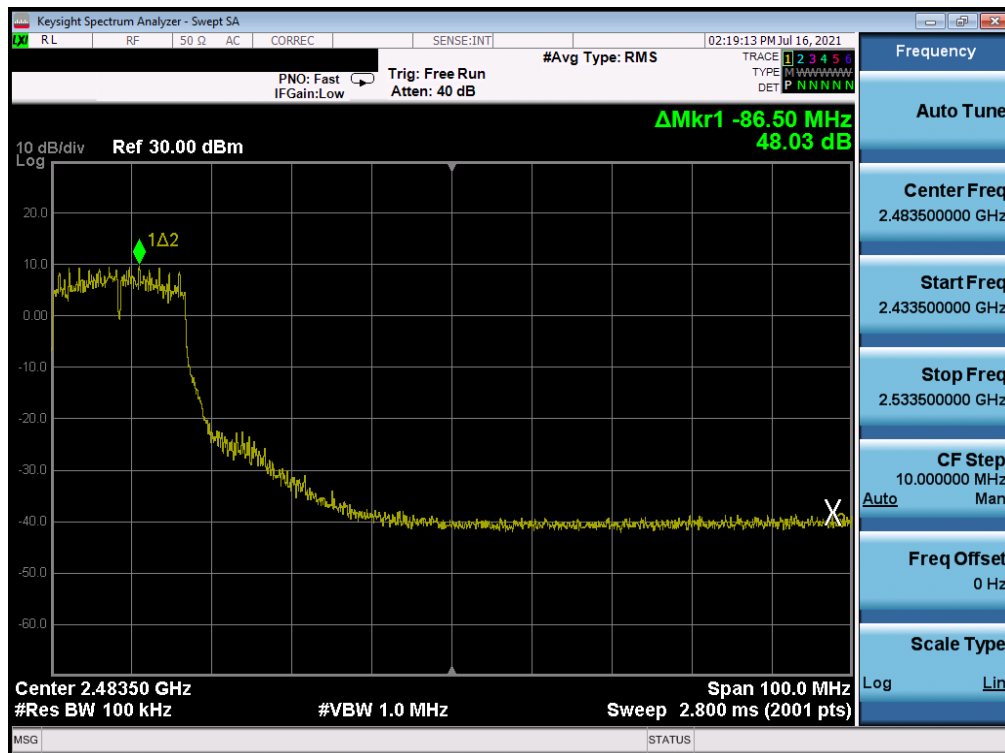 Keysight Spectrum Analyzer - Swept SA
LXI RL RF 50 Ω AC CORREC SENSE:INT 02:19:13 PM Jul 16, 2021
#Avg Type: RMS TRACE 1 2 3 4 5 6
PNO: Fast Trig: Free Run TYPE M WWWWW
IFGain:Low Atten: 40 dB DET P N N N N N
ΔMkr1 -86.50 MHz
48.03 dB
10 dB/div Ref 30.00 dBm
Log
20.0
1Δ2
10.0
0.00
-10.0
-20.0
-30.0
-40.0
X
-50.0
-60.0
Center 2.48350 GHz Span 100.0 MHz
#Res BW 100 kHz #VBW 1.0 MHz Sweep 2.800 ms (2001 pts)
MSG STATUS
Frequency
Auto Tune
Center Freq
2.483500000 GHz
Start Freq
2.433500000 GHz
Stop Freq
2.533500000 GHz
CF Step
10.000000 MHz
Auto Man
Freq Offset
0 Hz
Scale Type
Log Lin